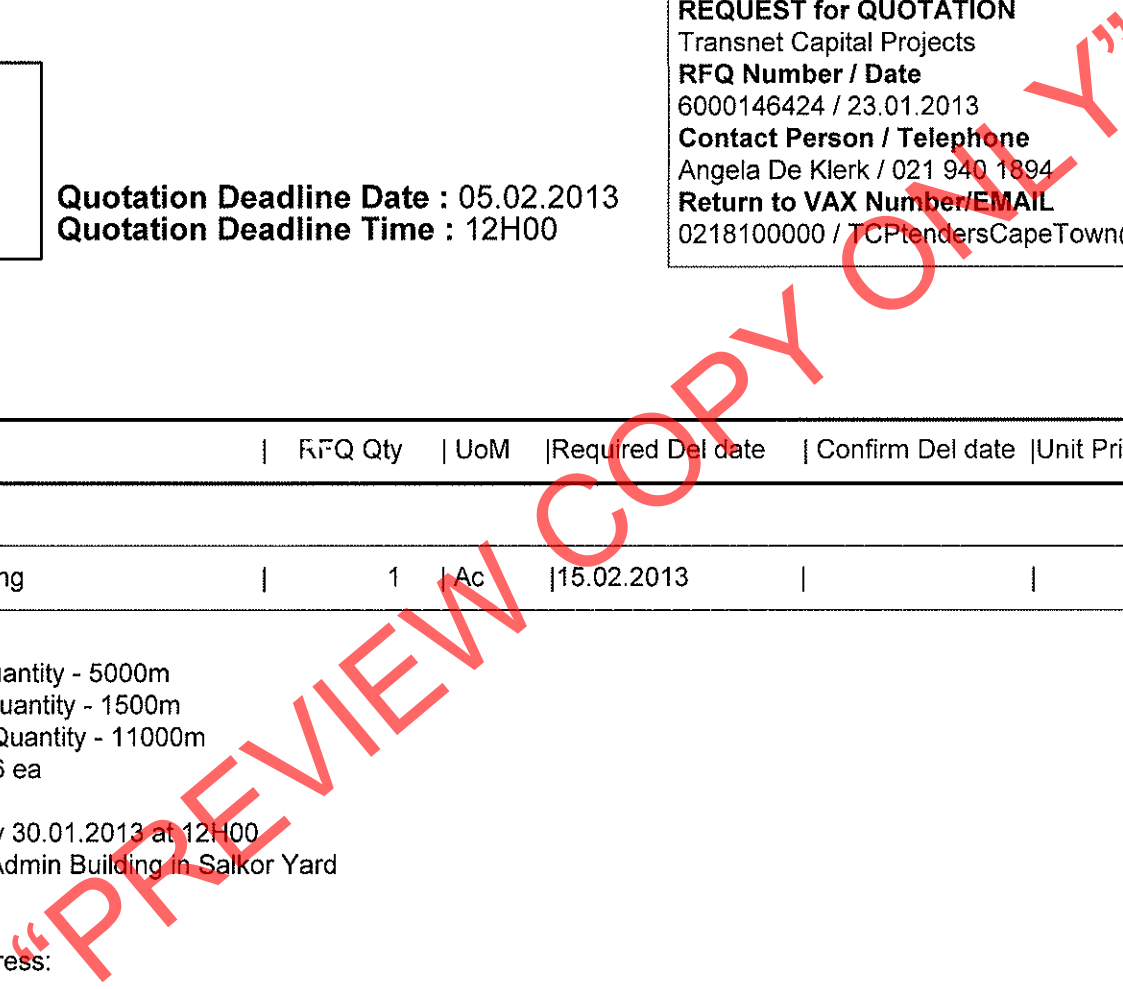 REQUEST for QUOTATION
Transnet Capital Projects
RFQ Number / Date
6000146424 / 23.01.2013
Contact Person / Telephone
Angela De Klerk / 021 940 1894
Return to VAX Number/EMAIL
0218100000 / TCPtendersCapeTown@
Quotation Deadline Date : 05.02.2013
Quotation Deadline Time : 12H00
| RFQ Qty | UoM |Required Del date | Confirm Del date |Unit Pri
ng | 1 | Ac |15.02.2013 | |
uantity - 5000m
uantity - 1500m
Quantity - 11000m
6 ea
y 30.01.2013 at 12H00
Admin Building in Salkor Yard
ress:
“PREVIEW COPY ONLY”